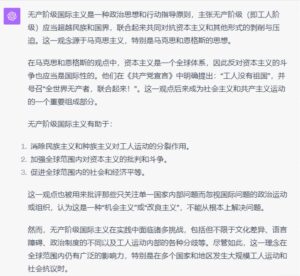 无产阶级国际主义是一种政治思想和行动指导原则，主张无产阶级（即工人阶
级）应当超越民族和国界，联合起来共同对抗资本主义和其他形式的剥削与压
迫。这一观念源于马克思主义，特别是马克思和恩格斯的思想。
在马克思和恩格斯的观点中，资本主义是一个全球体系，因此反对资本主义的斗
争也应当是国际性的。他们在《共产党宣言》中明确提出：“工人没有祖国”，并
号召“全世界无产者，联合起来！”。这一观点后来成为社会主义和共产主义运动
的一个重要组成部分。
无产阶级国际主义有助于：
1. 消除民族主义和种族主义对工人运动的分裂作用。
2. 加强全球范围内对资本主义的批判和斗争。
3. 促进全球范围内的社会和经济平等。
这一观点也被用来批评那些只关注单一国家内部问题而忽视国际问题的政治运动
或组织，认为这是一种“机会主义”或“改良主义”，不能从根本上解决问题。
然而，无产阶级国际主义在实践中面临诸多挑战，包括但不限于文化差异、语言
障碍、政治制度的不同以及工人运动内部的各种分歧等。尽管如此，这一理念在
全球范围内仍有广泛的影响力，特别是在多个国家和地区发生大规模工人运动和
社会抗议时。